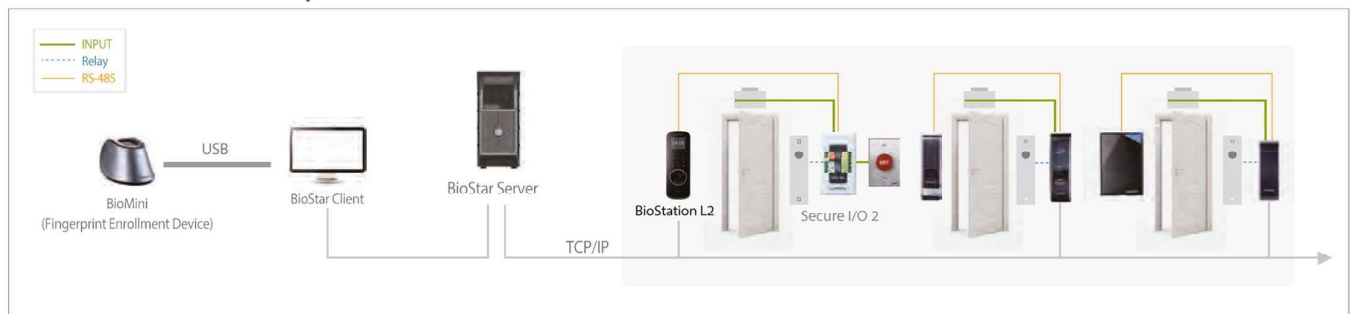 INPUT
Relay
RS-485
USB
BioMini
(Fingerprint Enrollment Device)
BioStar Client
BioStar Server
TCP/IP
BioStation L2
Secure I/O 2
EXIT